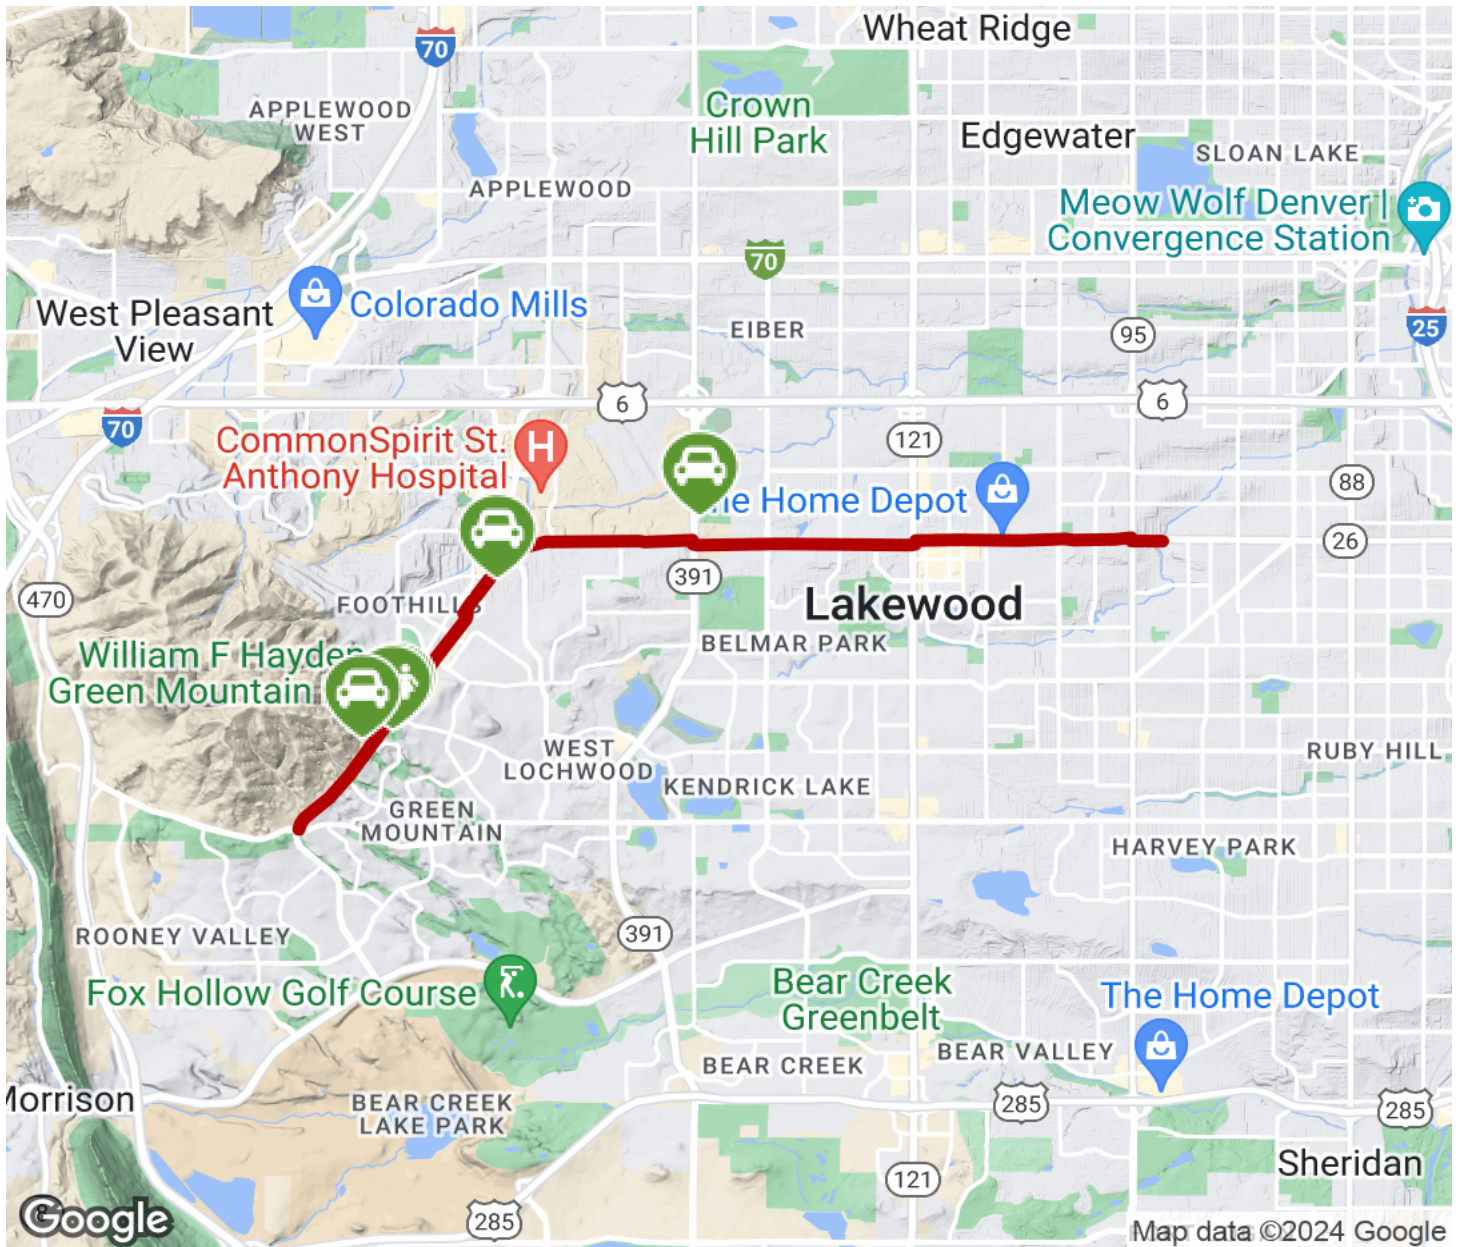 Wheat Ridge
70
Crown
Hill Park
APPLEWOOD
WEST
Edgewater
SLOAN LAKE
APPLEWOOD
Meow Wolf Denver |
Convergence Station
70
Colorado Mills
West Pleasant
View
EIBER
95
25
6
6
70
CommonSpirit St.
Anthony Hospital
H
121
The Home Depot
88
26
391
470
FOOTHILLS
Lakewood
BELMAR PARK
William F Hayden
Green Mountain
WEST
LOCHWOOD
RUBY HILL
KENDRICK LAKE
GREEN
MOUNTAIN
HARVEY PARK
ROONEY VALLEY
391
Fox Hollow Golf Course
Bear Creek
Greenbelt
The Home Depot
BEAR VALLEY
BEAR CREEK
Morrison
BEAR CREEK
LAKE PARK
285
285
Sheridan
121
285
8
Google
Map data ©2024 Google